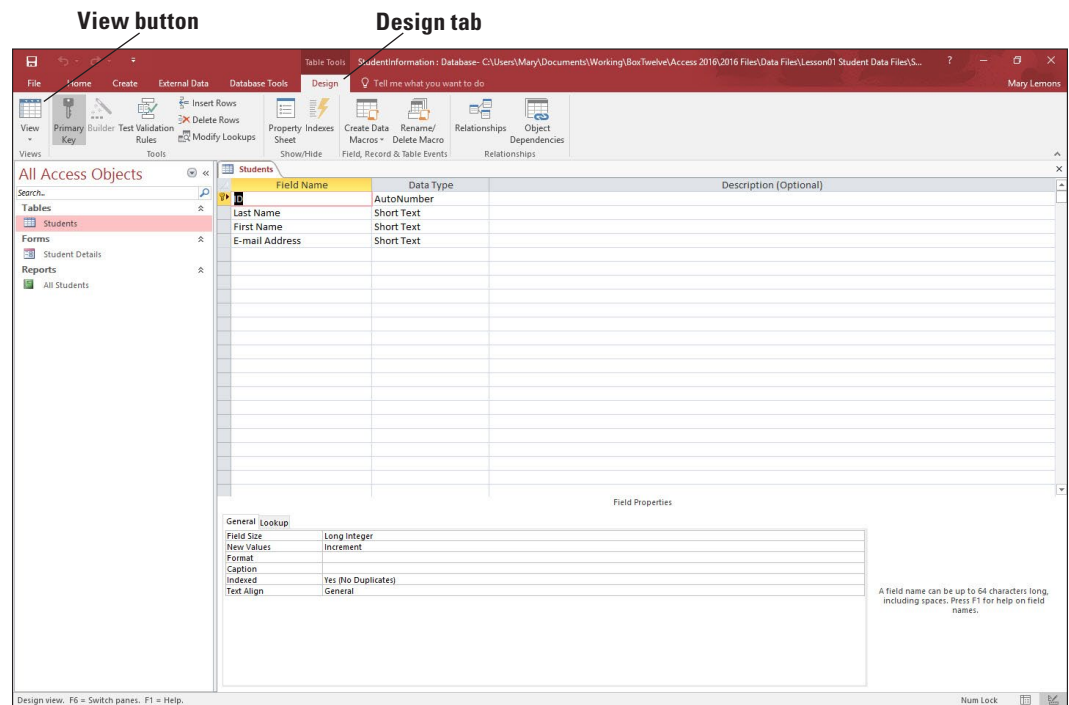 View button Design tab
Table Tools StudentInformation : Database- C:\Users\Mary\Documents\Working\BoxTwelve\Access 2016\2016 Files\Data Files\Lesson01 Student Data Files\S... ?
File Home Create External Data Database Tools Design Tell me what you want to do Mary Lemons
View
Primary Key
Builder
Test Validation Rules
Insert Rows
Delete Rows
Modify Lookups
Property Sheet
Indexes
Create Data Macros
Rename/ Delete Macro
Relationships
Object Dependencies
Views Tools Show/Hide Field, Record & Table Events Relationships
All Access Objects
Search..
Tables
Students
Forms
Student Details
Reports
All Students
Students
Field Name Data Type Description (Optional)
ID AutoNumber
Last Name Short Text
First Name Short Text
E-mail Address Short Text
Field Properties
General Lookup
Field Size Long Integer
New Values Increment
Format
Caption
Indexed Yes (No Duplicates)
Text Align General
A field name can be up to 64 characters long,
including spaces. Press F1 for help on field
names.
Design view. F6 = Switch panes. F1 = Help. Num Lock